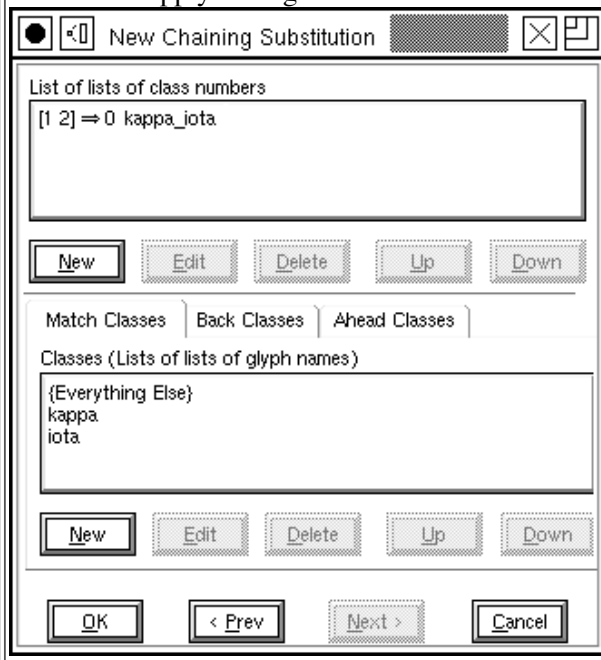 New Chaining Substitution
List of lists of class numbers
[1 2] ⇒ 0 kappa_iota
New Edit Delete Up Down
Match Classes Back Classes Ahead Classes
Classes (Lists of lists of glyph names)
{Everything Else}
kappa
iota
New Edit Delete Up Down
OK < Prev Next > Cancel